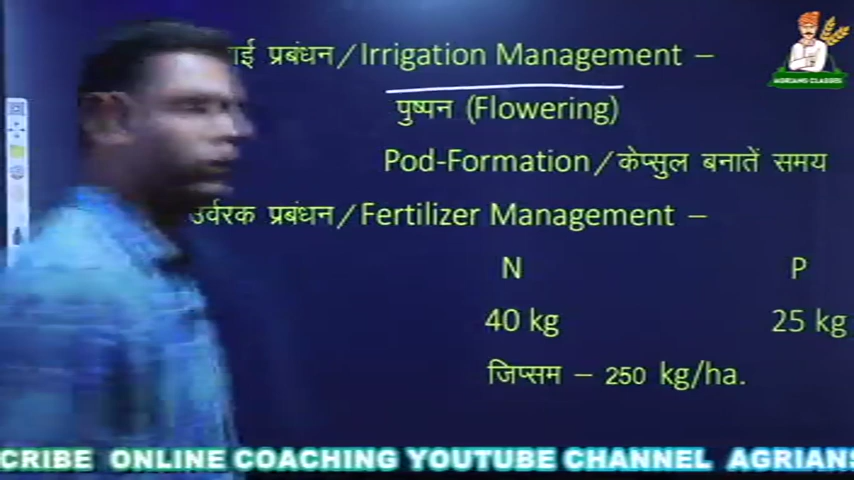 प्रबंधन/Irrigation Management –
पुष्पन (Flowering)
Pod-Formation/केप्सुल बनातें समय
उर्वरक प्रबंधन/Fertilizer Management –
N P
40 kg 25 kg
जिप्सम – 250 kg/ha.
AGRIANS CLASSES
ONLINE COACHING YOUTUBE CHANNEL